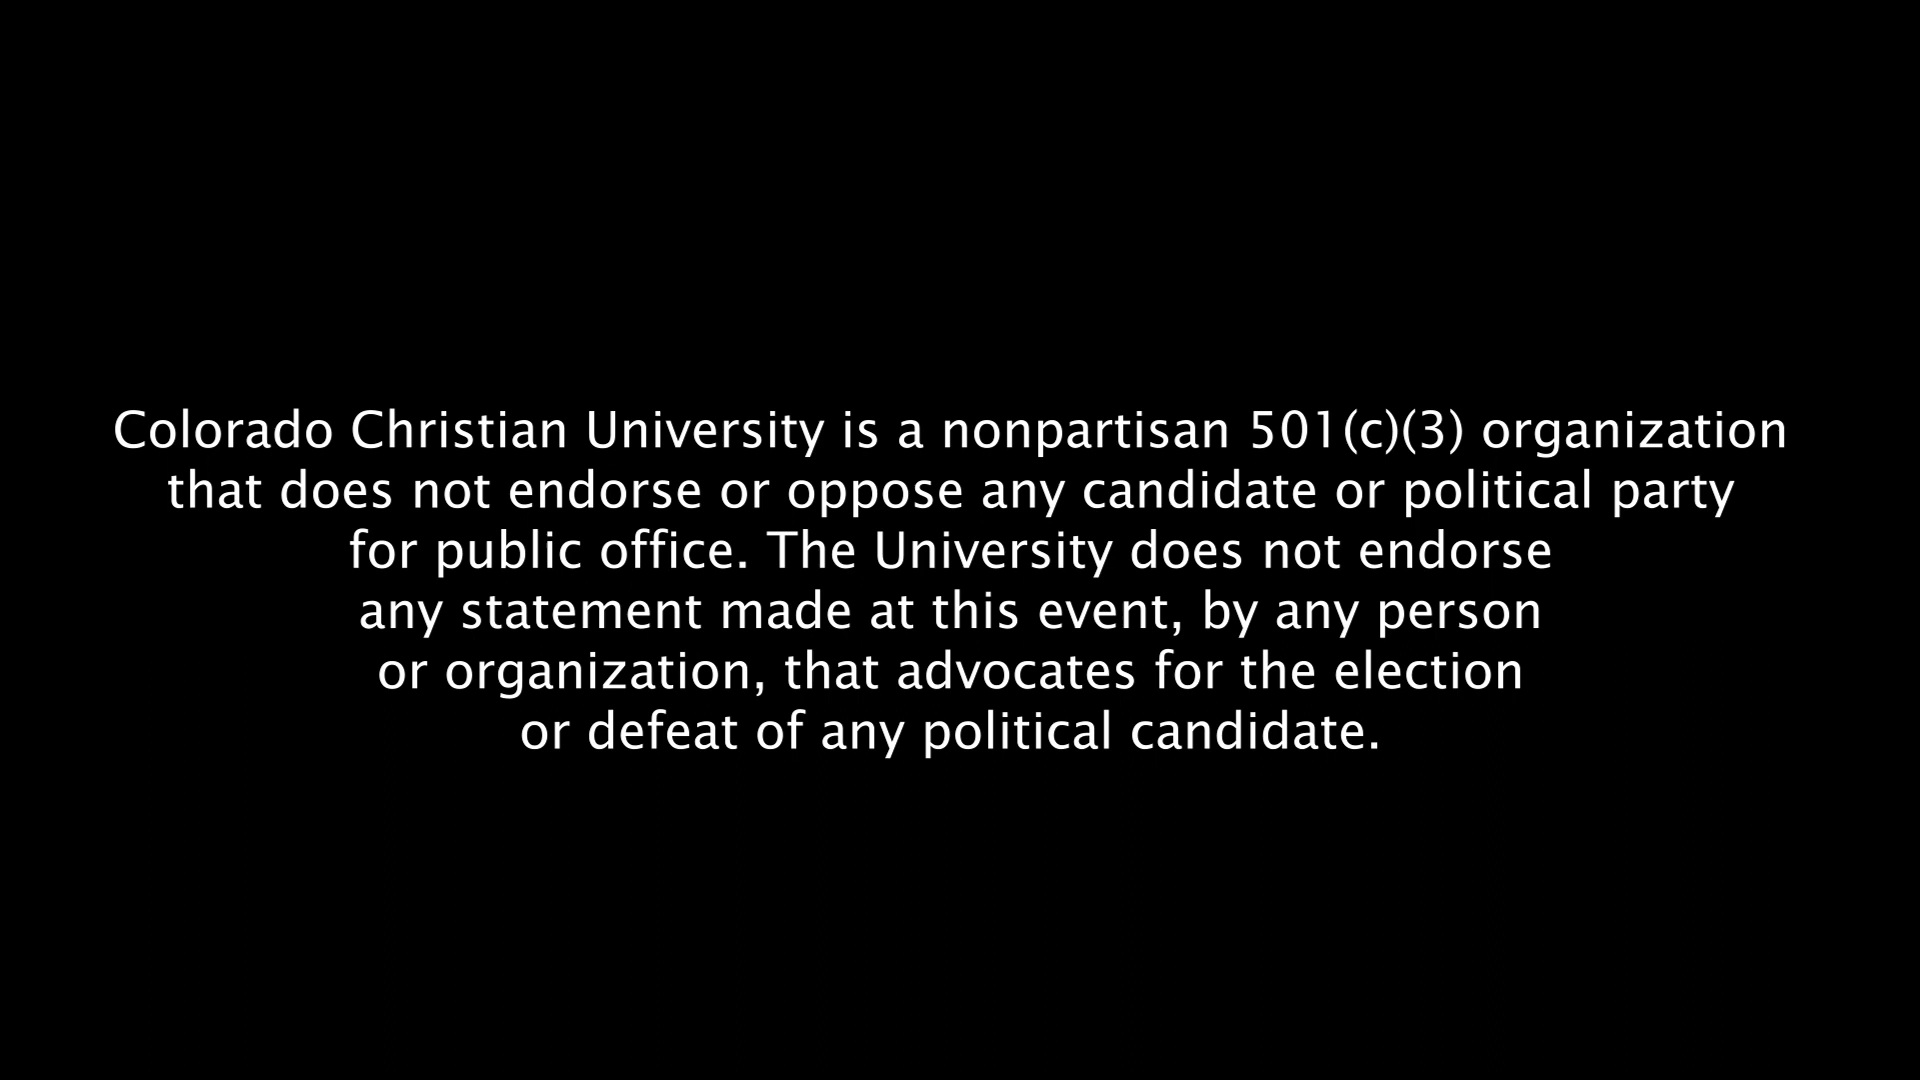 Colorado Christian University is a nonpartisan 501(c)(3) organization
that does not endorse or oppose any candidate or political party
for public office. The University does not endorse
any statement made at this event, by any person
or organization, that advocates for the election
or defeat of any political candidate.